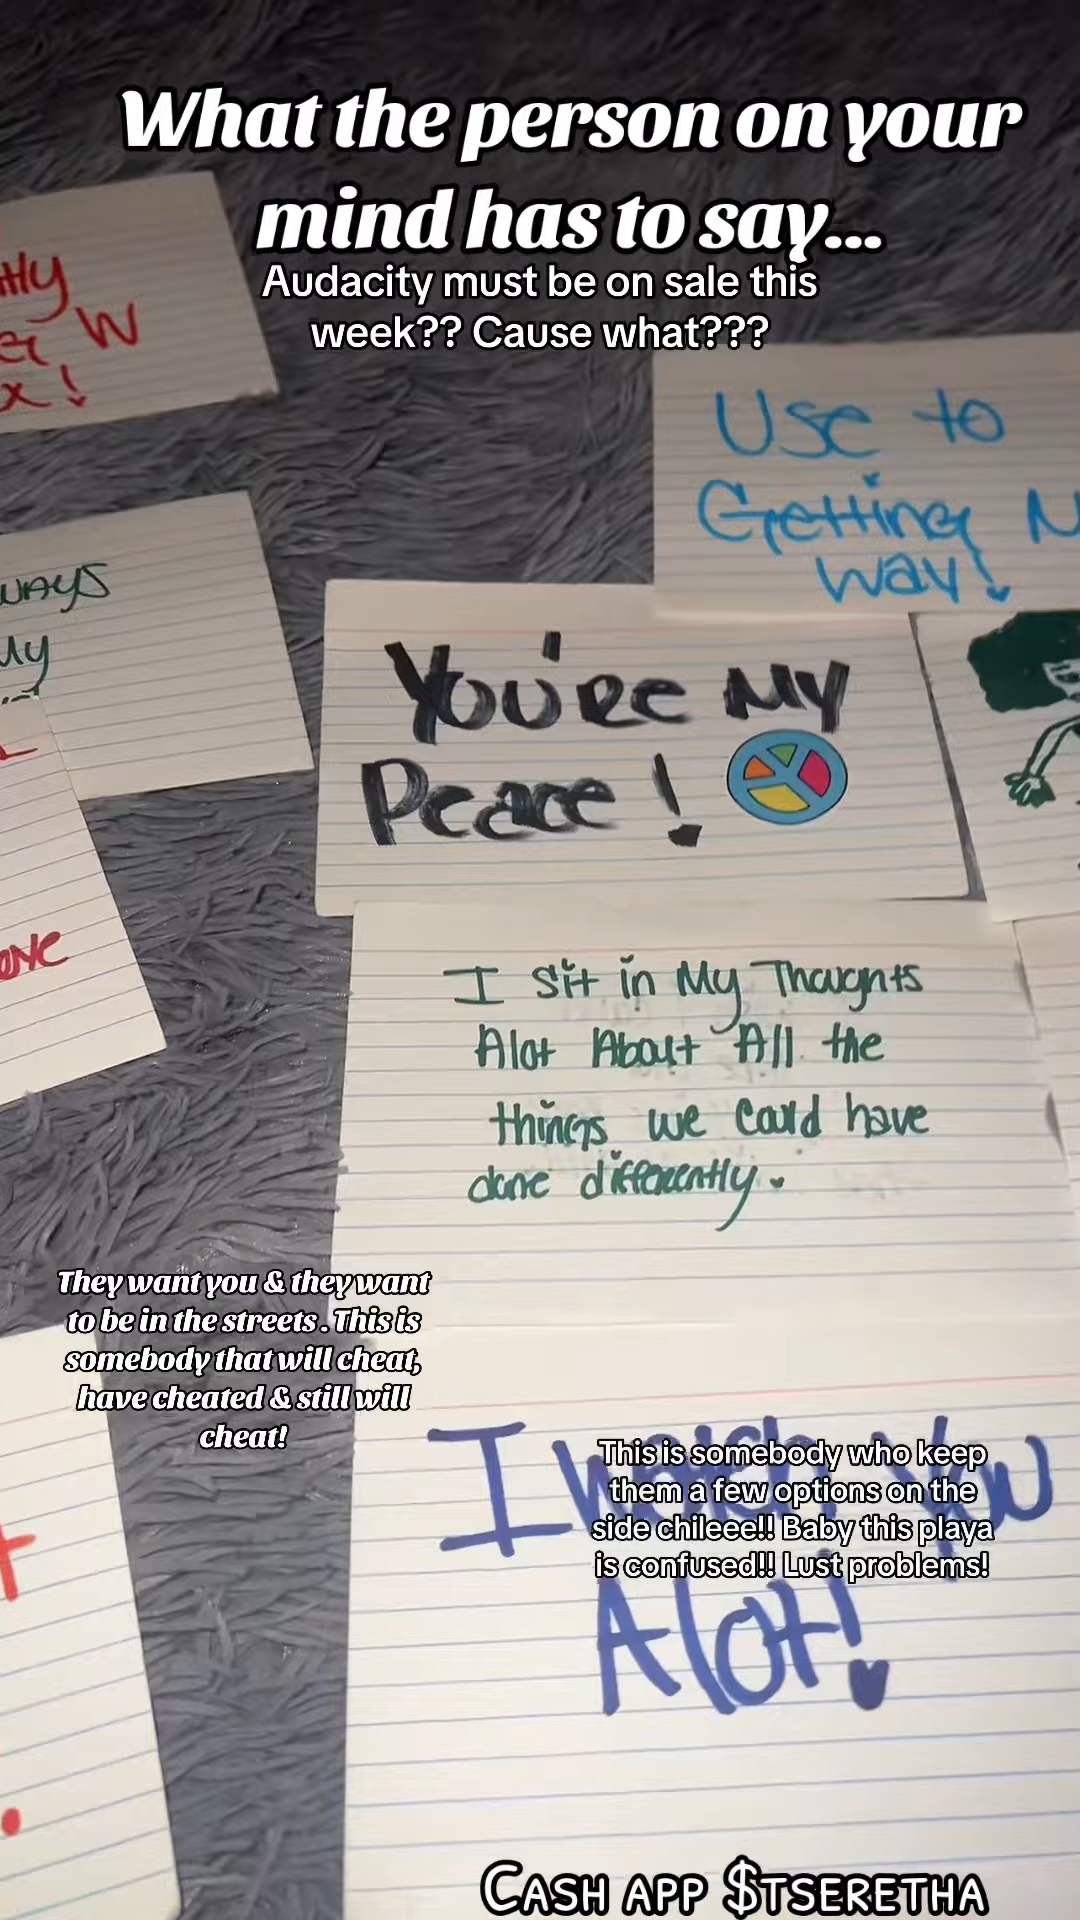 What the person on your
mind has to say...
Audacity must be on sale this
week?? Cause what???
W
Use to
Getting
way!
WAYS
My
You're My
Peace!
I Sit in My Thoughts
Alot About All the
things we could have
done differently.
They want you & they want
to be in the streets . This is
somebody that will cheat,
have cheated & still will
cheat!
I watch You
Alot!
This is somebody who keep
them a few options on the
side chileee!! Baby this playa
is confused!! Lust problems!
Cash app $tseretha